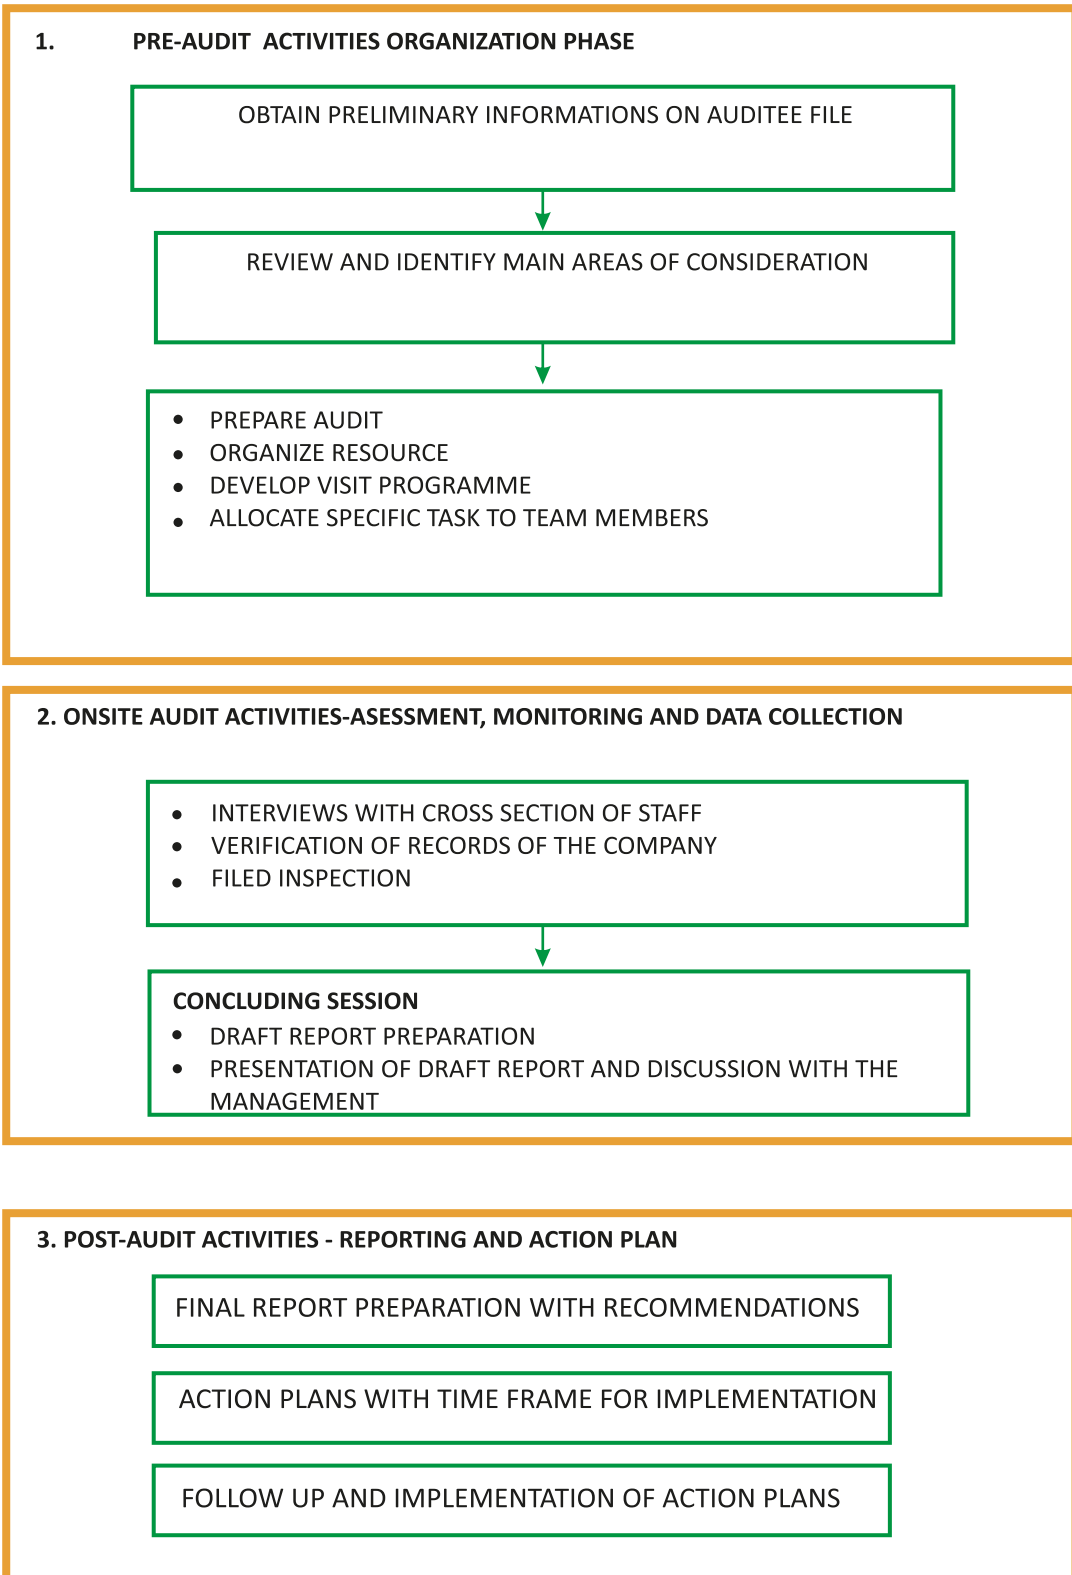 1. PRE-AUDIT ACTIVITIES ORGANIZATION PHASE
OBTAIN PRELIMINARY INFORMATIONS ON AUDITEE FILE
REVIEW AND IDENTIFY MAIN AREAS OF CONSIDERATION
• PREPARE AUDIT
• ORGANIZE RESOURCE
• DEVELOP VISIT PROGRAMME
• ALLOCATE SPECIFIC TASK TO TEAM MEMBERS
2. ONSITE AUDIT ACTIVITIES-ASESSMENT, MONITORING AND DATA COLLECTION
• INTERVIEWS WITH CROSS SECTION OF STAFF
• VERIFICATION OF RECORDS OF THE COMPANY
• FILED INSPECTION
CONCLUDING SESSION
• DRAFT REPORT PREPARATION
• PRESENTATION OF DRAFT REPORT AND DISCUSSION WITH THE
MANAGEMENT
3. POST-AUDIT ACTIVITIES - REPORTING AND ACTION PLAN
FINAL REPORT PREPARATION WITH RECOMMENDATIONS
ACTION PLANS WITH TIME FRAME FOR IMPLEMENTATION
FOLLOW UP AND IMPLEMENTATION OF ACTION PLANS